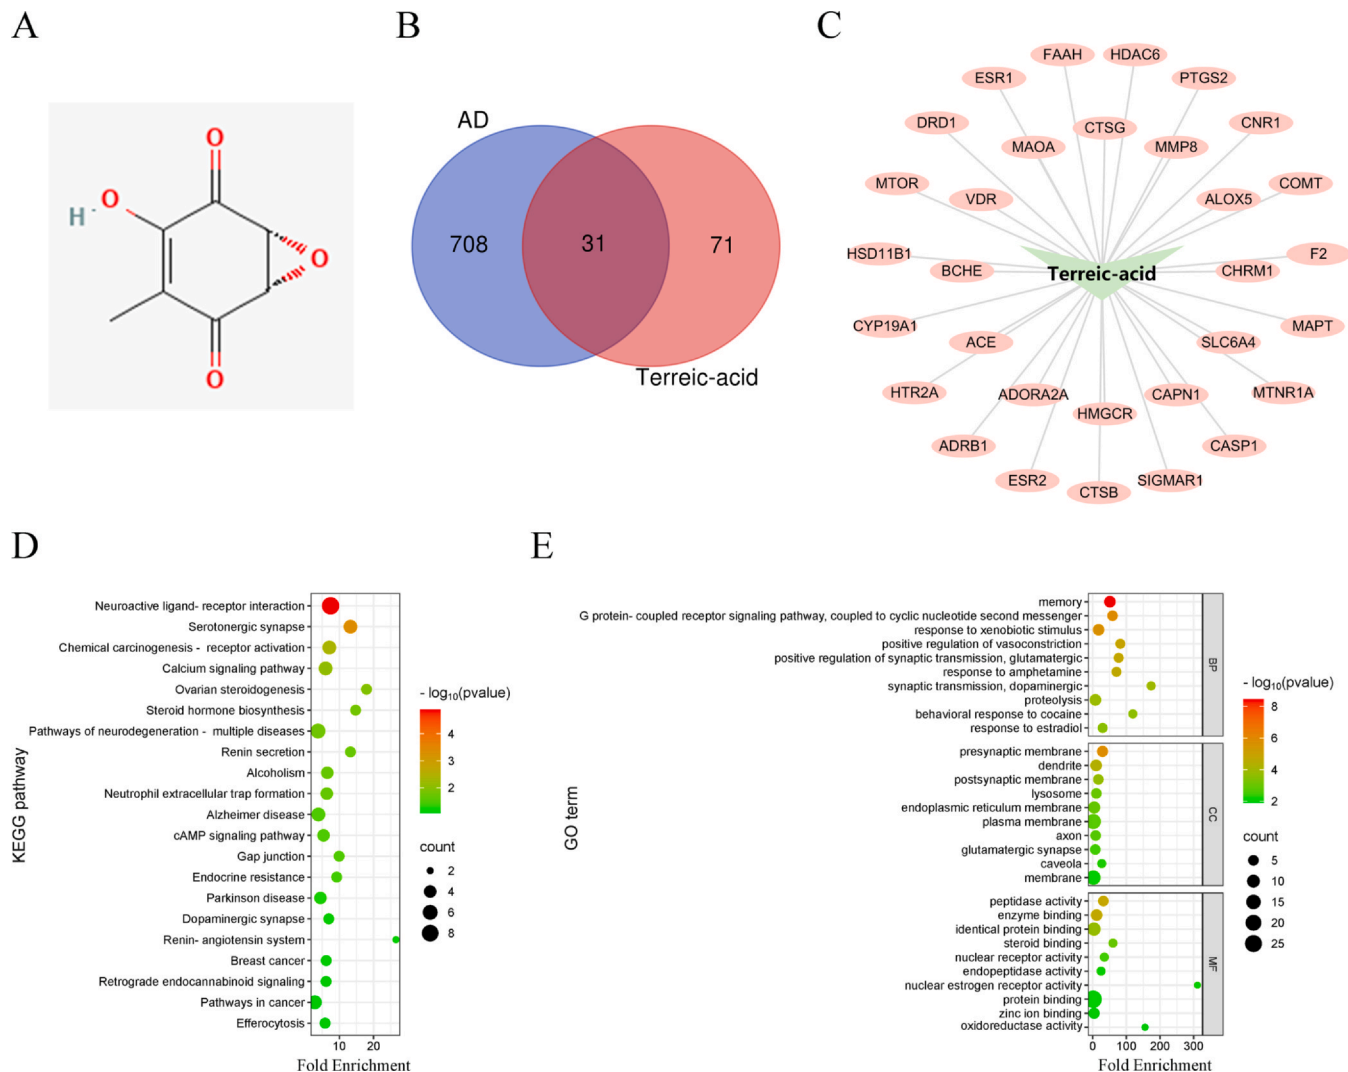 A
B
C
O
O
H -
O
O
AD
708
31
71
Terreic-acid
FAAH
HDAC6
ESR1
PTGS2
DRD1
CTSG
CNR1
MAOA
MMP8
MTOR
VDR
ALOX5
COMT
HSD11B1
BCHE
Terreic-acid
CHRM1
F2
CYP19A1
ACE
SLC6A4
MAPT
HTR2A
ADORA2A
HMGCR
CAPN1
MTNR1A
ADRB1
CASP1
ESR2
CTSB
SIGMAR1
D
KEGG pathway
Neuroactive ligand- receptor interaction
Serotonergic synapse
Chemical carcinogenesis - receptor activation
Calcium signaling pathway
Ovarian steroidogenesis
Steroid hormone biosynthesis
Pathways of neurodegeneration - multiple diseases
Renin secretion
Alcoholism
Neutrophil extracellular trap formation
Alzheimer disease
cAMP signaling pathway
Gap junction
Endocrine resistance
Parkinson disease
Dopaminergic synapse
Renin- angiotensin system
Breast cancer
Retrograde endocannabinoid signaling
Pathways in cancer
Efferocytosis
10 20
Fold Enrichment
- log10(pvalue)
4
3
2
count
2
4
6
8
E
GO term
memory
G protein- coupled receptor signaling pathway, coupled to cyclic nucleotide second messenger
response to xenobiotic stimulus
positive regulation of vasoconstriction
positive regulation of synaptic transmission, glutamatergic
response to amphetamine
synaptic transmission, dopaminergic
proteolysis
behavioral response to cocaine
response to estradiol
BP
presynaptic membrane
dendrite
postsynaptic membrane
lysosome
endoplasmic reticulum membrane
plasma membrane
axon
glutamatergic synapse
caveola
membrane
CC
peptidase activity
enzyme binding
identical protein binding
steroid binding
nuclear receptor activity
endopeptidase activity
nuclear estrogen receptor activity
protein binding
zinc ion binding
oxidoreductase activity
MF
0 100 200 300
Fold Enrichment
- log10(pvalue)
8
6
4
2
count
5
10
15
20
25